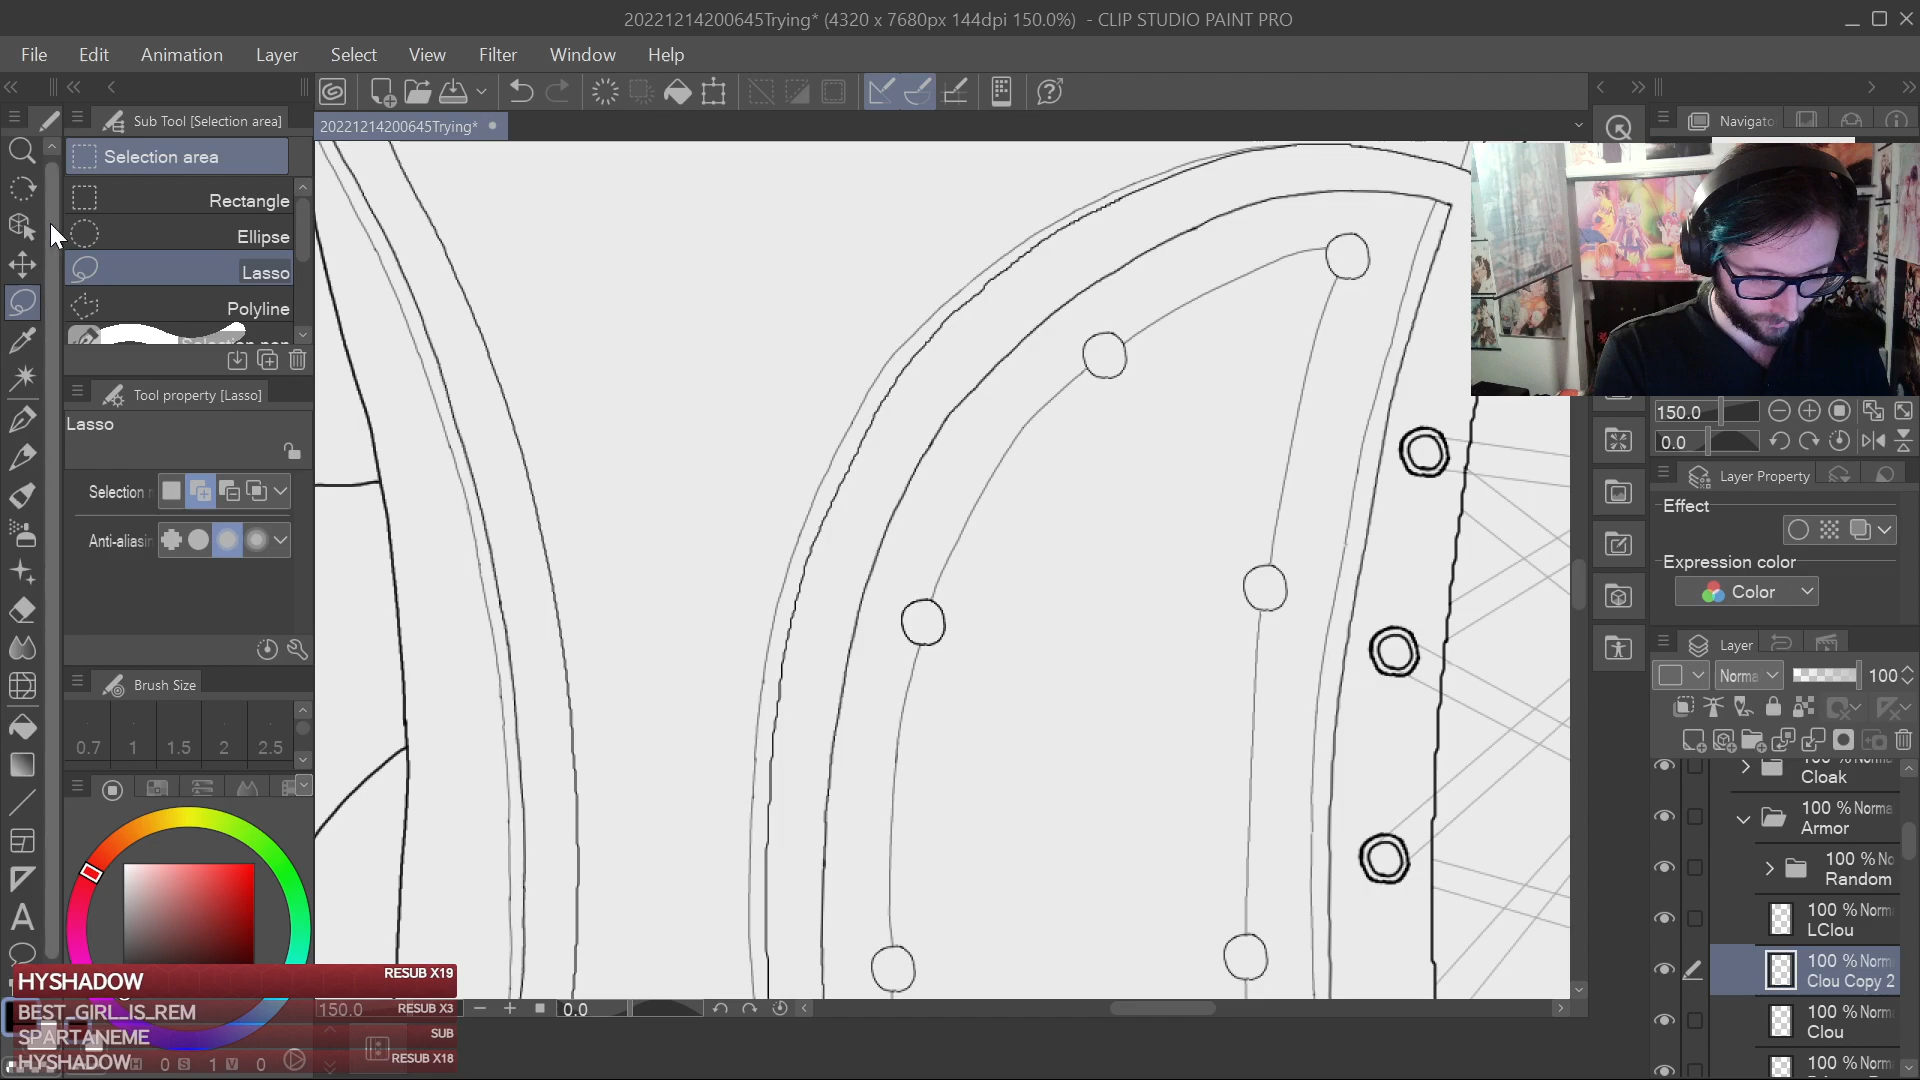 20221214200645Trying* (4320 x 7680px 144dpi 150.0%) - CLIP STUDIO PAINT PRO
File Edit Animation Layer Select View Filter Window Help
Sub Tool [Selection area]
20221214200645Trying*
Navigato
Selection area
Rectangle
Ellipse
Lasso
Polyline
Tool property [Lasso]
Lasso
Selection
Anti-aliasin
Brush Size
0.7 1 1.5 2 2.5
150.0
0.0
Layer Property
Effect
Expression color
Color
Layer
Norma 100
Cloak
100 % Norma
Armor
100 % No
Random
100 % Norm
LClou
100 % Norm
Clou Copy 2
100 % Norm
Clou
100 % Norm
HYSHADOW RESUB X19
BEST_GIRL_IS_REM RESUB X3
SPARTANEME SUB
HYSHADOW RESUB X18
150.0 0.0
H 0 S 1 V 0